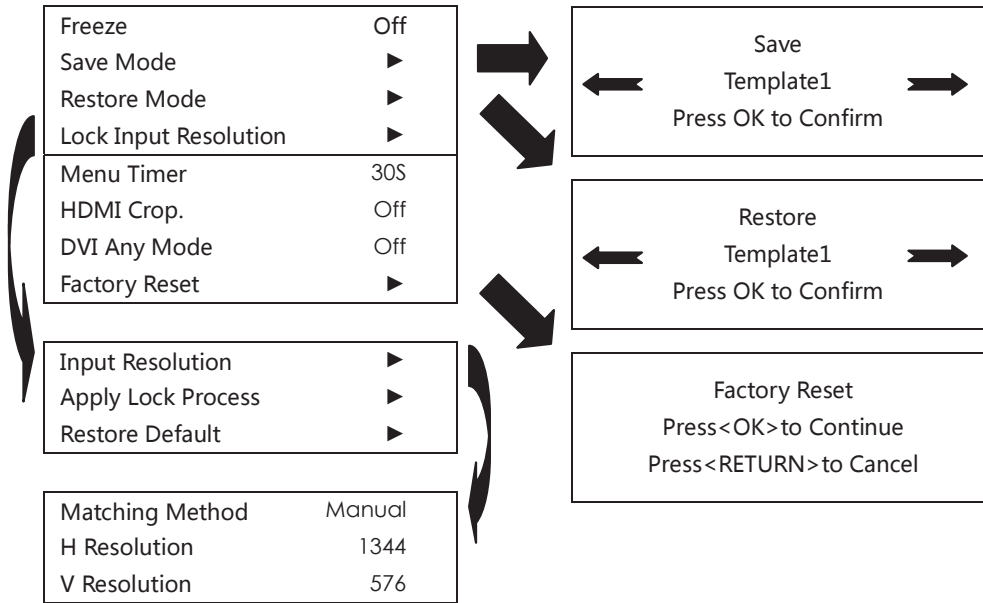 Freeze Off
Save Mode ►
Restore Mode ►
Lock Input Resolution ►
Menu Timer 30S
HDMI Crop. Off
DVI Any Mode Off
Factory Reset ►
Input Resolution ►
Apply Lock Process ►
Restore Default ►
Matching Method Manual
H Resolution 1344
V Resolution 576
Save
Template1
Press OK to Confirm
Restore
Template1
Press OK to Confirm
Factory Reset
Press<OK>to Continue
Press<RETURN>to Cancel